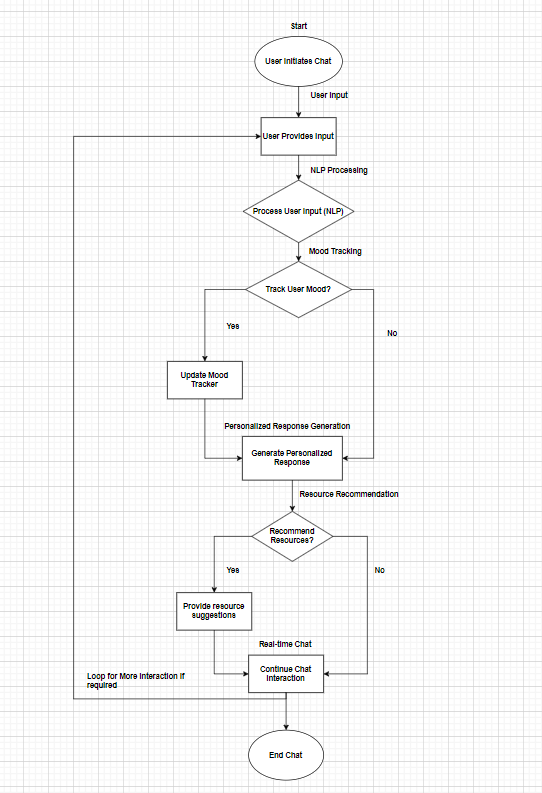 Start
User Initiates Chat
User Input
User Provides Input
NLP Processing
Process User Input (NLP)
Mood Tracking
Track User Mood?
Yes
No
Update Mood
Tracker
Personalized Response Generation
Generate Personalized
Response
Resource Recommendation
Recommend
Resources?
Yes
No
Provide resource
suggestions
Real-time Chat
Continue Chat
Interaction
Loop for More Interaction if
required
End Chat